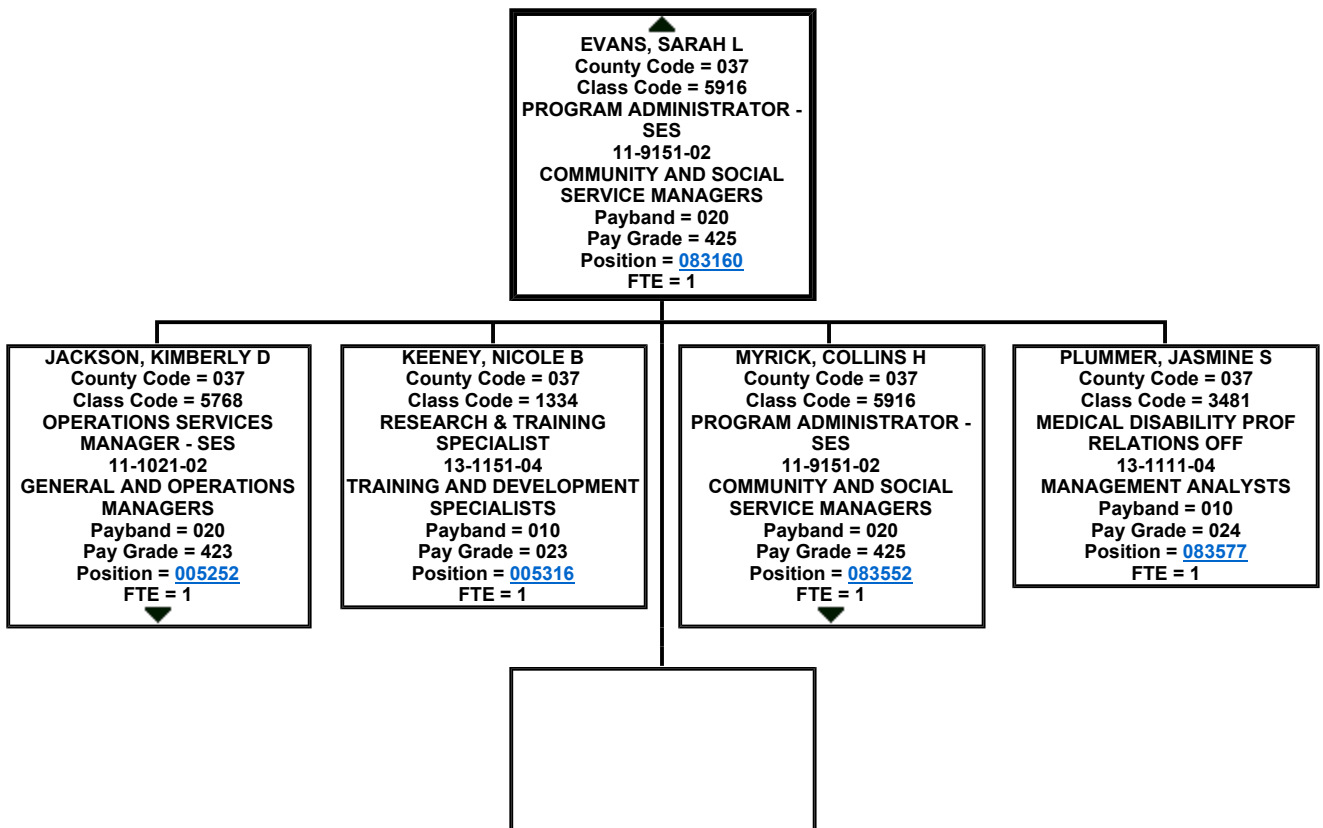 EVANS, SARAH L
County Code = 037
Class Code = 5916
PROGRAM ADMINISTRATOR -
SES
11-9151-02
COMMUNITY AND SOCIAL
SERVICE MANAGERS
Payband = 020
Pay Grade = 425
Position = 083160
FTE = 1
JACKSON, KIMBERLY D
County Code = 037
Class Code = 5768
OPERATIONS SERVICES
MANAGER - SES
11-1021-02
GENERAL AND OPERATIONS
MANAGERS
Payband = 020
Pay Grade = 423
Position = 005252
FTE = 1
KEENEY, NICOLE B
County Code = 037
Class Code = 1334
RESEARCH & TRAINING
SPECIALIST
13-1151-04
TRAINING AND DEVELOPMENT
SPECIALISTS
Payband = 010
Pay Grade = 023
Position = 005316
FTE = 1
MYRICK, COLLINS H
County Code = 037
Class Code = 5916
PROGRAM ADMINISTRATOR -
SES
11-9151-02
COMMUNITY AND SOCIAL
SERVICE MANAGERS
Payband = 020
Pay Grade = 425
Position = 083552
FTE = 1
PLUMMER, JASMINE S
County Code = 037
Class Code = 3481
MEDICAL DISABILITY PROF
RELATIONS OFF
13-1111-04
MANAGEMENT ANALYSTS
Payband = 010
Pay Grade = 024
Position = 083577
FTE = 1